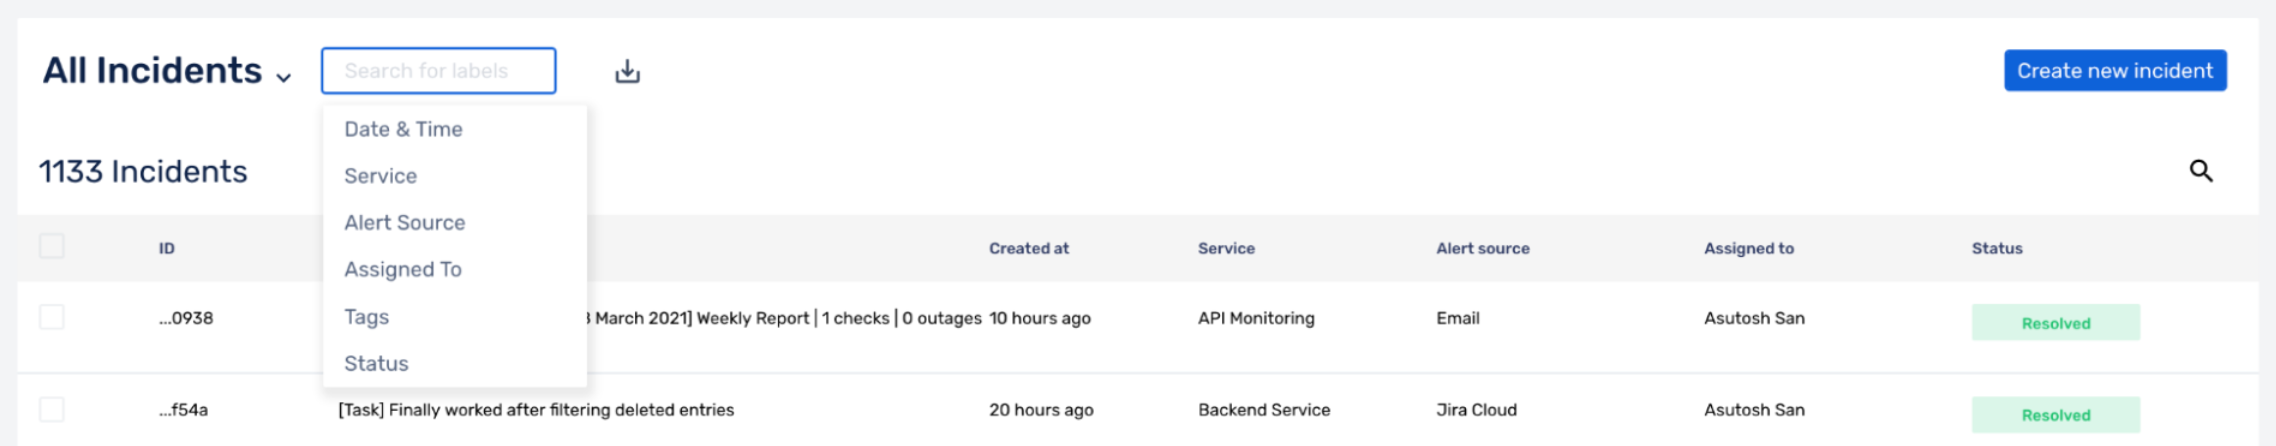 All Incidents
Search for labels
Create new incident
Date & Time
Service
Alert Source
Assigned To
Tags
Status
1133 Incidents
ID Created at Service Alert source Assigned to Status
...0938 March 2021] Weekly Report | 1 checks | 0 outages 10 hours ago API Monitoring Email Asutosh San Resolved
...f54a [Task] Finally worked after filtering deleted entries 20 hours ago Backend Service Jira Cloud Asutosh San Resolved